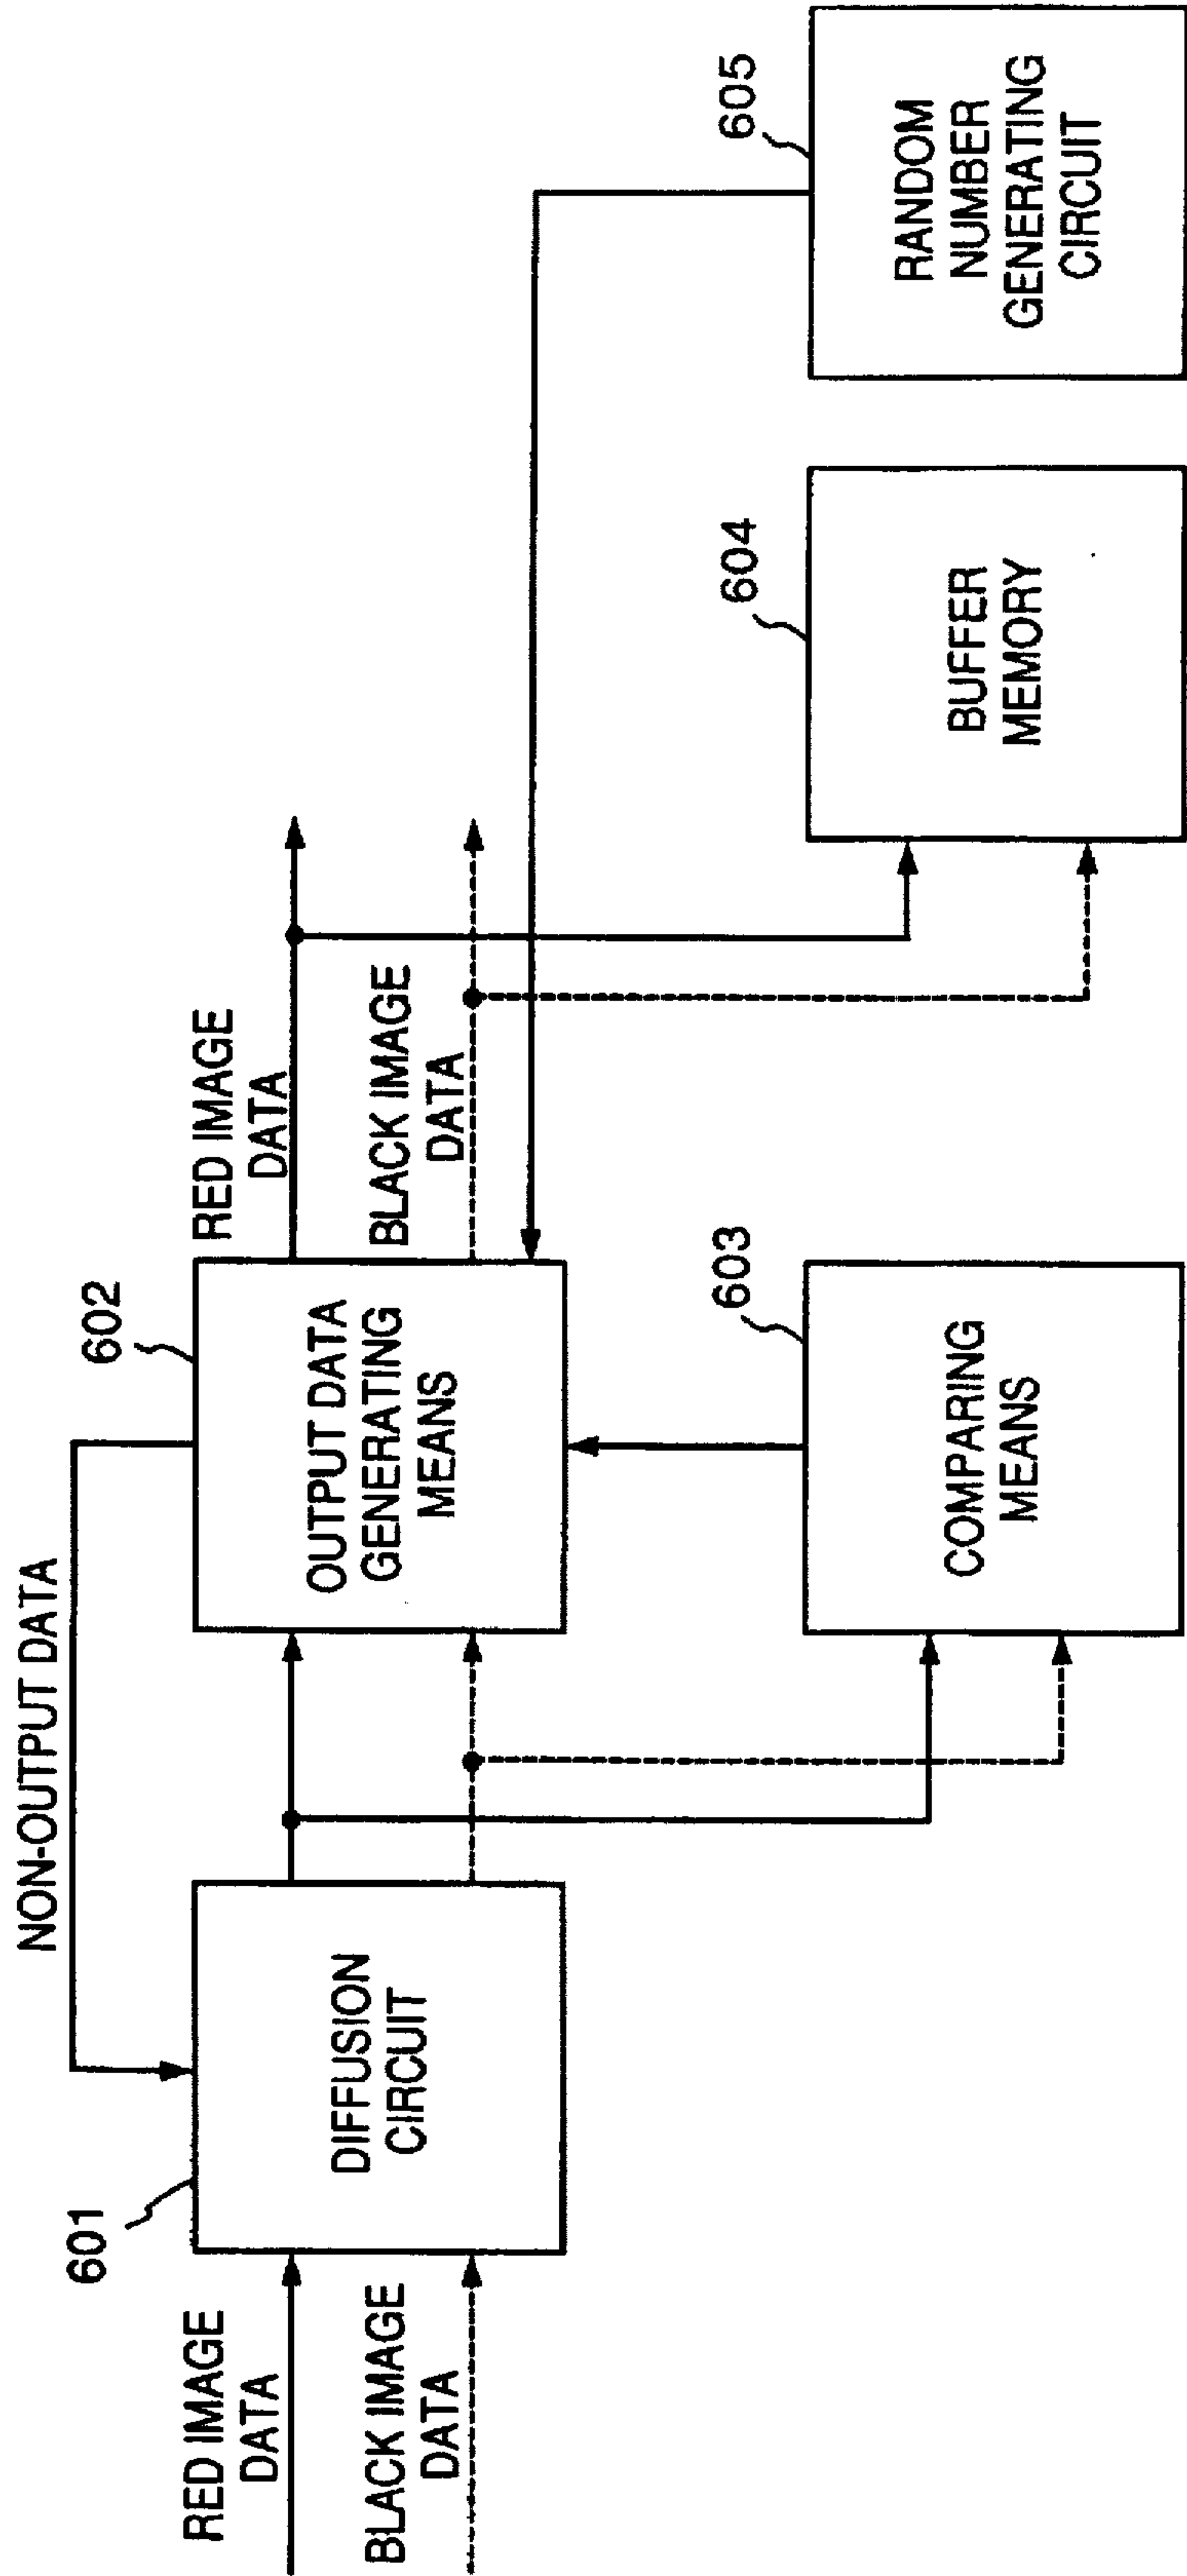 NON-OUTPUT DATA
RED IMAGE
DATA
BLACK IMAGE
DATA
601
DIFFUSION
CIRCUIT
602
OUTPUT DATA
GENERATING
MEANS
603
COMPARING
MEANS
RED IMAGE
DATA
BLACK IMAGE
DATA
604
BUFFER
MEMORY
605
RANDOM
NUMBER
GENERATING
CIRCUIT